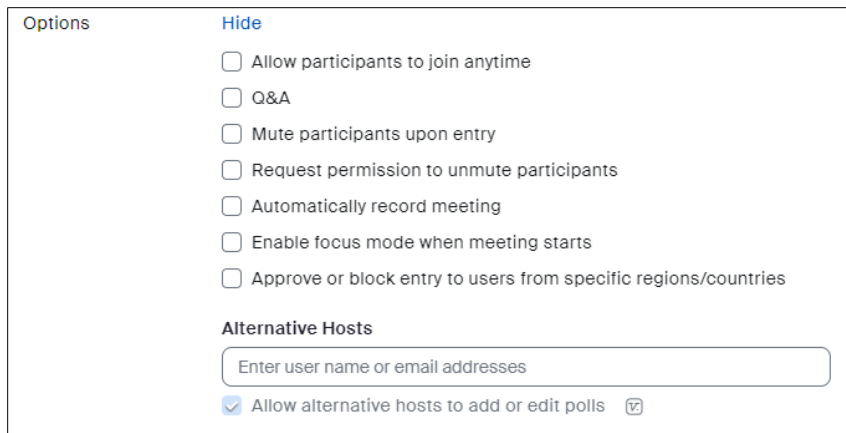 Options
Hide
Allow participants to join anytime
Q&A
Mute participants upon entry
Request permission to unmute participants
Automatically record meeting
Enable focus mode when meeting starts
Approve or block entry to users from specific regions/countries
Alternative Hosts
Enter user name or email addresses
Allow alternative hosts to add or edit polls